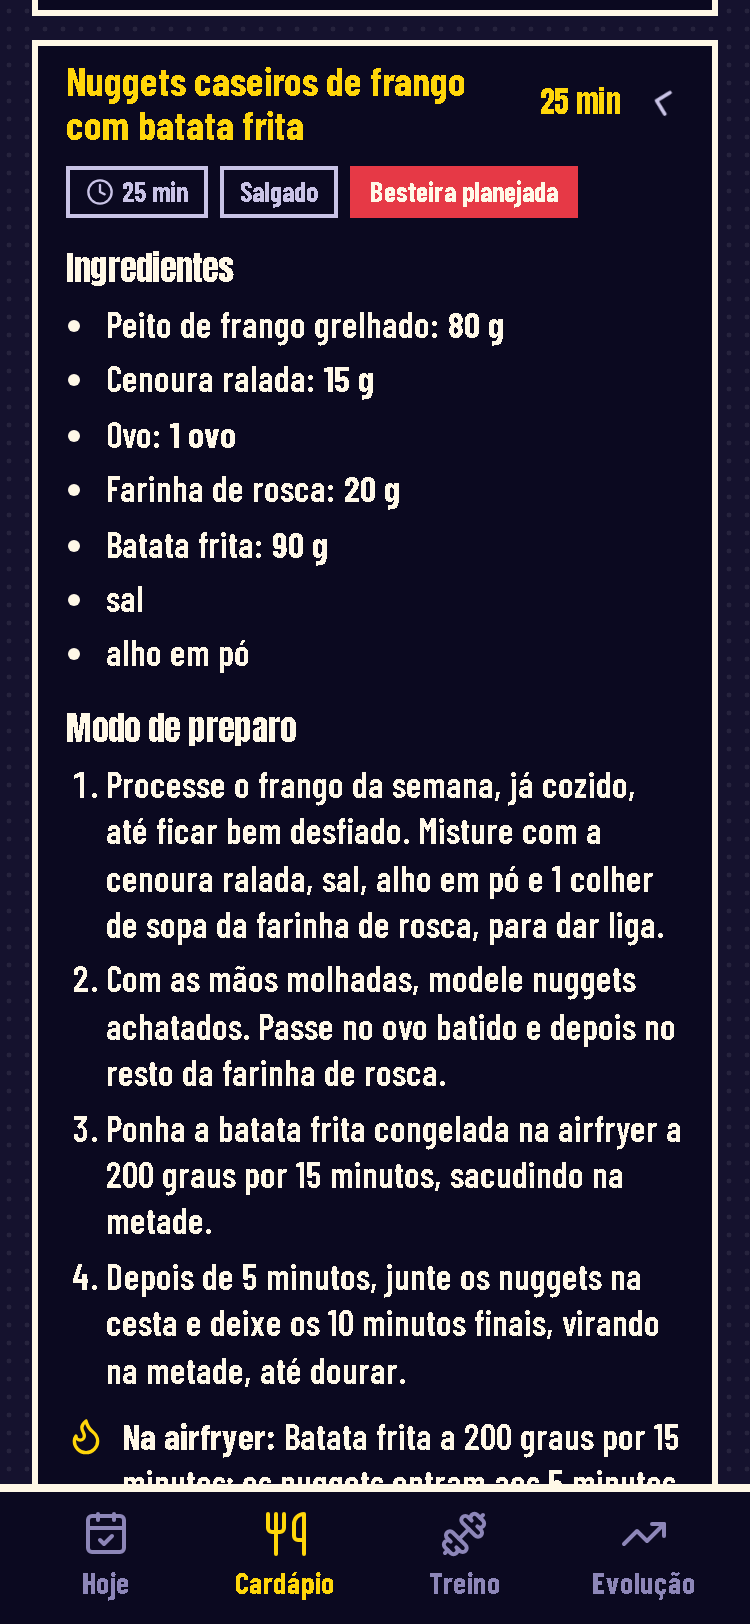 Nuggets caseiros de frango
com batata frita
25 min
25 min
Salgado
Besteira planejada
Ingredientes
• Peito de frango grelhado: 80 g
• Cenoura ralada: 15 g
• Ovo: 1 ovo
• Farinha de rosca: 20 g
• Batata frita: 90 g
• sal
• alho em pó
Modo de preparo
1. Processe o frango da semana, já cozido,
até ficar bem desfiado. Misture com a
cenoura ralada, sal, alho em pó e 1 colher
de sopa da farinha de rosca, para dar liga.
2. Com as mãos molhadas, modele nuggets
achatados. Passe no ovo batido e depois no
resto da farinha de rosca.
3. Ponha a batata frita congelada na airfryer a
200 graus por 15 minutos, sacudindo na
metade.
4. Depois de 5 minutos, junte os nuggets na
cesta e deixe os 10 minutos finais, virando
na metade, até dourar.
Na airfryer: Batata frita a 200 graus por 15
minutos; os nuggets entram aos 5 minutos
Hoje
Cardápio
Treino
Evolução